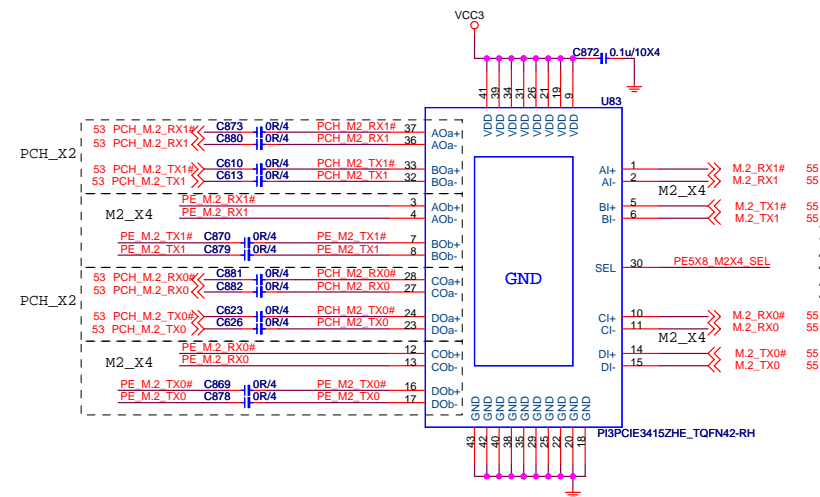 VCC3
C872 0.1u/10X4
41 39 34 31 26 21 19 9
VDD VDD VDD VDD VDD VDD VDD VDD
U83
PCH_X2
53 PCH_M.2_RX1# C873 0R/4 PCH_M2_RX1# 37 AOa+
53 PCH_M.2_RX1 C880 0R/4 PCH_M2_RX1 36 AOa-
53 PCH_M.2_TX1# C610 0R/4 PCH_M2_TX1# 33 BOa+
53 PCH_M.2_TX1 C613 0R/4 PCH_M2_TX1 32 BOa-
M2_X4
PE_M.2_RX1# 3 AOb+
PE_M.2_RX1 4 AOb-
PE_M.2_TX1# C870 0R/4 PE_M2_TX1# 7 BOb+
PE_M.2_TX1 C879 0R/4 PE_M2_TX1 8 BOb-
PCH_X2
53 PCH_M.2_RX0# C881 0R/4 PCH_M2_RX0# 28 COa+
53 PCH_M.2_RX0 C882 0R/4 PCH_M2_RX0 27 COa-
53 PCH_M.2_TX0# C623 0R/4 PCH_M2_TX0# 24 DOa+
53 PCH_M.2_TX0 C626 0R/4 PCH_M2_TX0 23 DOa-
M2_X4
PE_M.2_RX0# 12 COb+
PE_M.2_RX0 13 COb-
PE_M.2_TX0# C869 0R/4 PE_M2_TX0# 16 DOb+
PE_M.2_TX0 C878 0R/4 PE_M2_TX0 17 DOb-
GND
AI+ 1 M.2_RX1# 55
AI- 2 M.2_RX1 55
M2_X4
BI+ 5 M.2_TX1# 55
BI- 6 M.2_TX1 55
SEL 30 PE5X8_M2X4_SEL
CI+ 10 M.2_RX0# 55
CI- 11 M.2_RX0 55
M2_X4
DI+ 14 M.2_TX0# 55
DI- 15 M.2_TX0 55
GND GND GND GND GND GND GND GND GND GND
43 42 40 38 35 29 25 22 20 18
PI3PCIE3415ZHE_TQFN42-RH